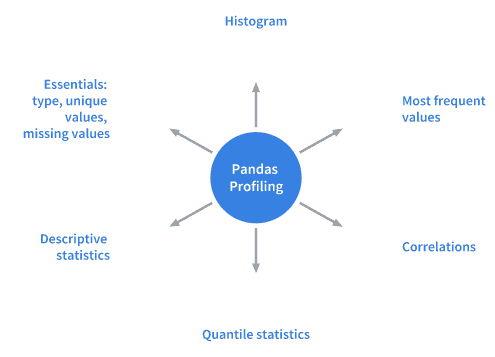 Histogram
Essentials:
type, unique
values,
missing values
Most frequent
values
Pandas
Profiling
Descriptive
statistics
Correlations
Quantile statistics